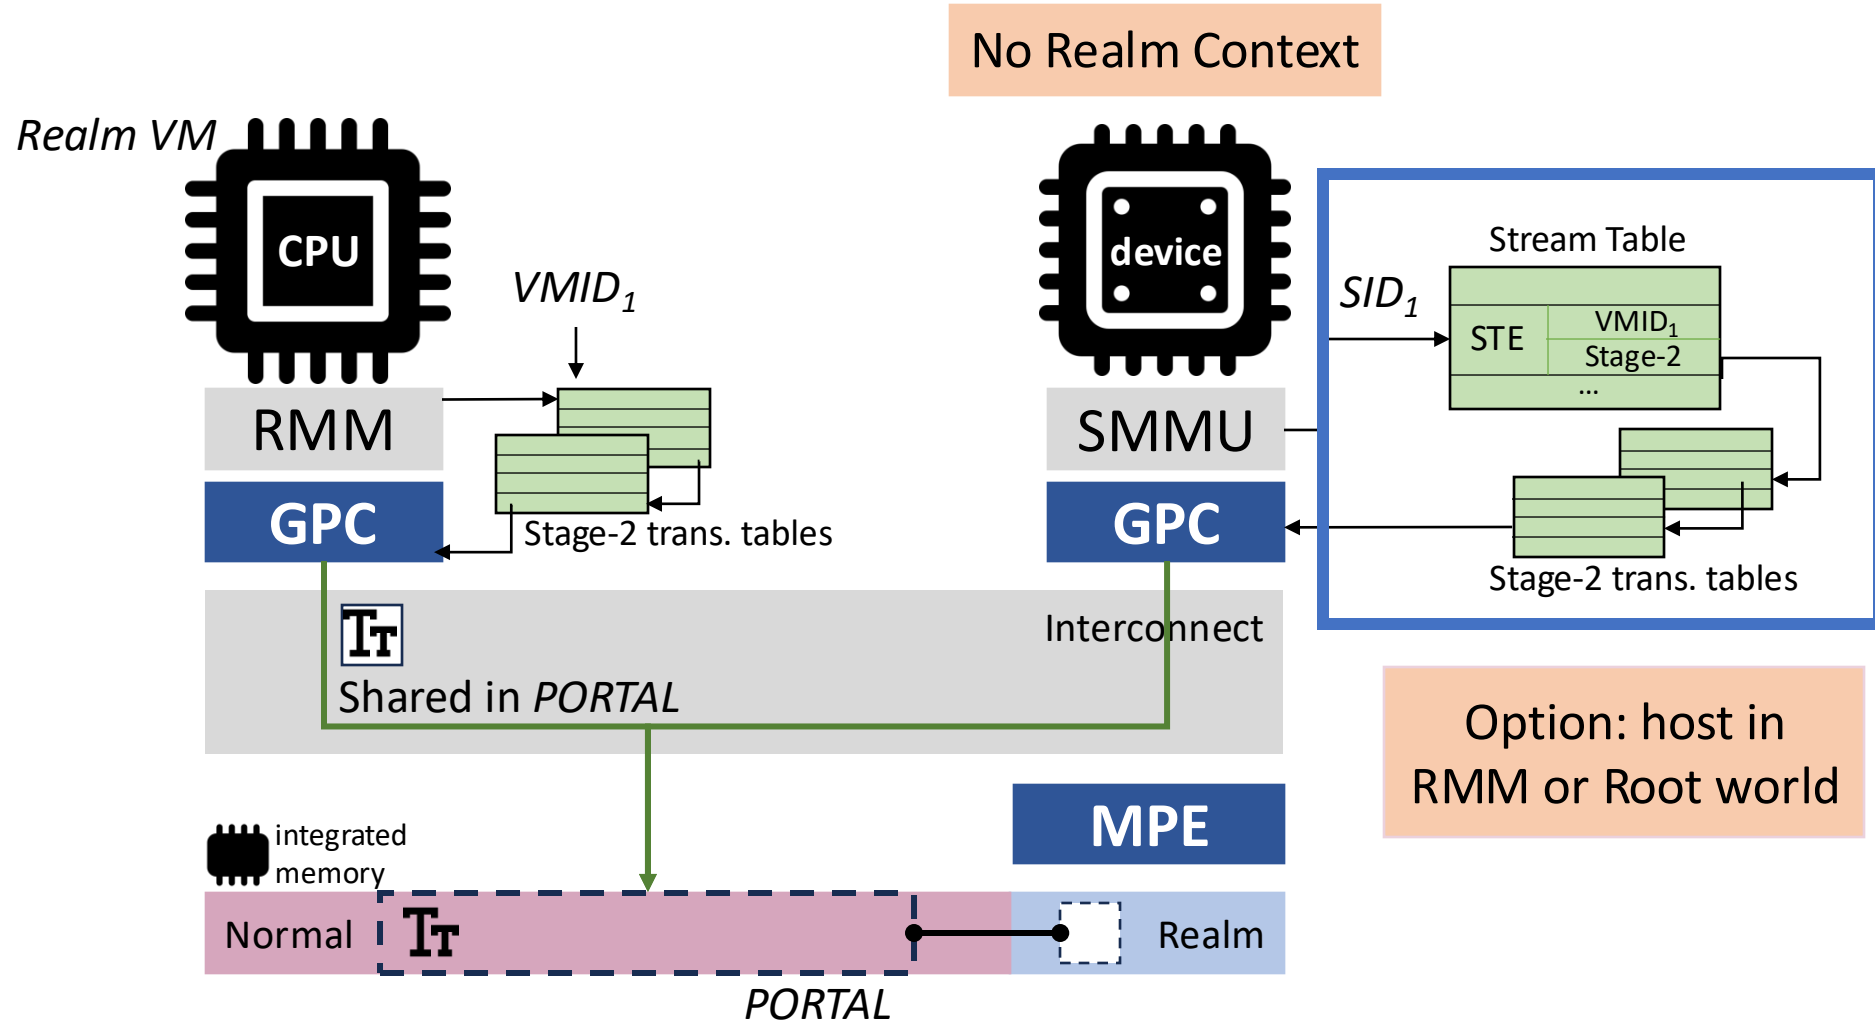 No Realm Context
Realm VM
CPU
device
VMID1
Stream Table
SID1
STE
VMID1
Stage-2
...
RMM
SMMU
GPC
GPC
Stage-2 trans. tables
Stage-2 trans. tables
Tt
Interconnect
Shared in PORTAL
Option: host in
RMM or Root world
MPE
integrated
memory
Normal
Tt
Realm
PORTAL